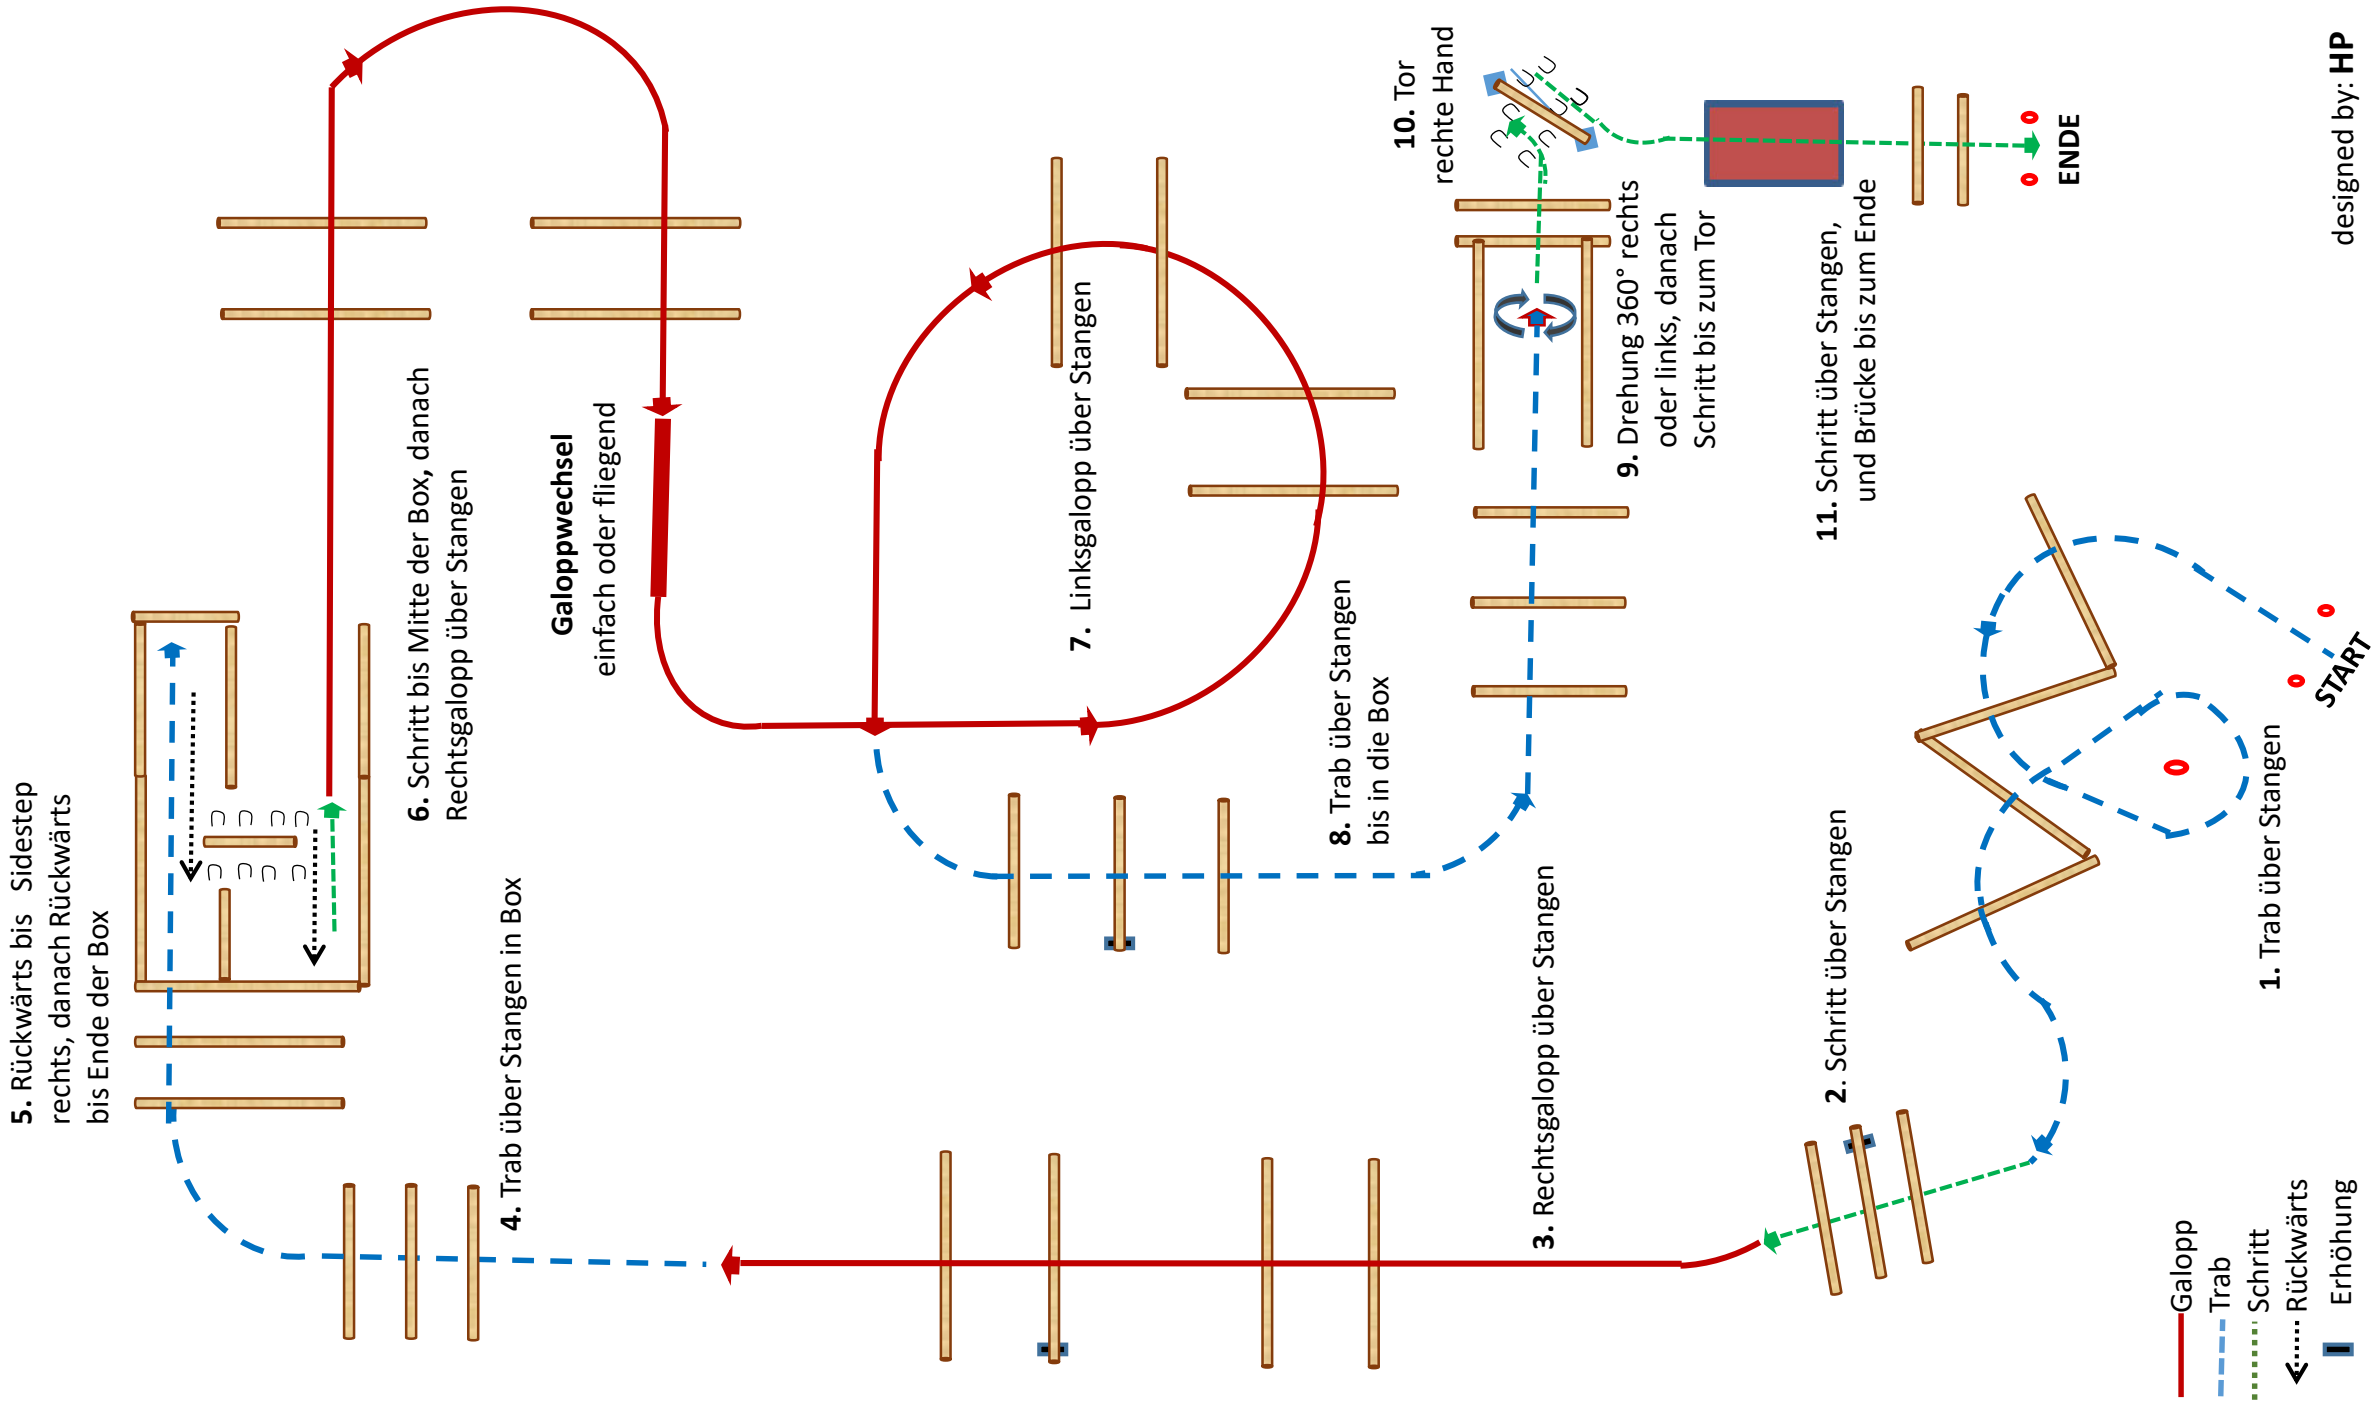 5. Rückwärts bis Sidestep
rechts, danach Rückwärts
bis Ende der Box
6. Schritt bis Mitte der Box, danach
Rechtsgalopp über Stangen
4. Trab über Stangen in Box
Galoppwechsel
einfach oder fliegend
7. Linksgalopp über Stangen
8. Trab über Stangen
bis in die Box
10. Tor
rechte Hand
9. Drehung 360° rechts
oder links, danach
Schritt bis zum Tor
3. Rechtsgalopp über Stangen
11. Schritt über Stangen,
und Brücke bis zum Ende
2. Schritt über Stangen
ENDE
1. Trab über Stangen
START
designed by: HP
Galopp
Trab
Schritt
Rückwärts
Erhöhung